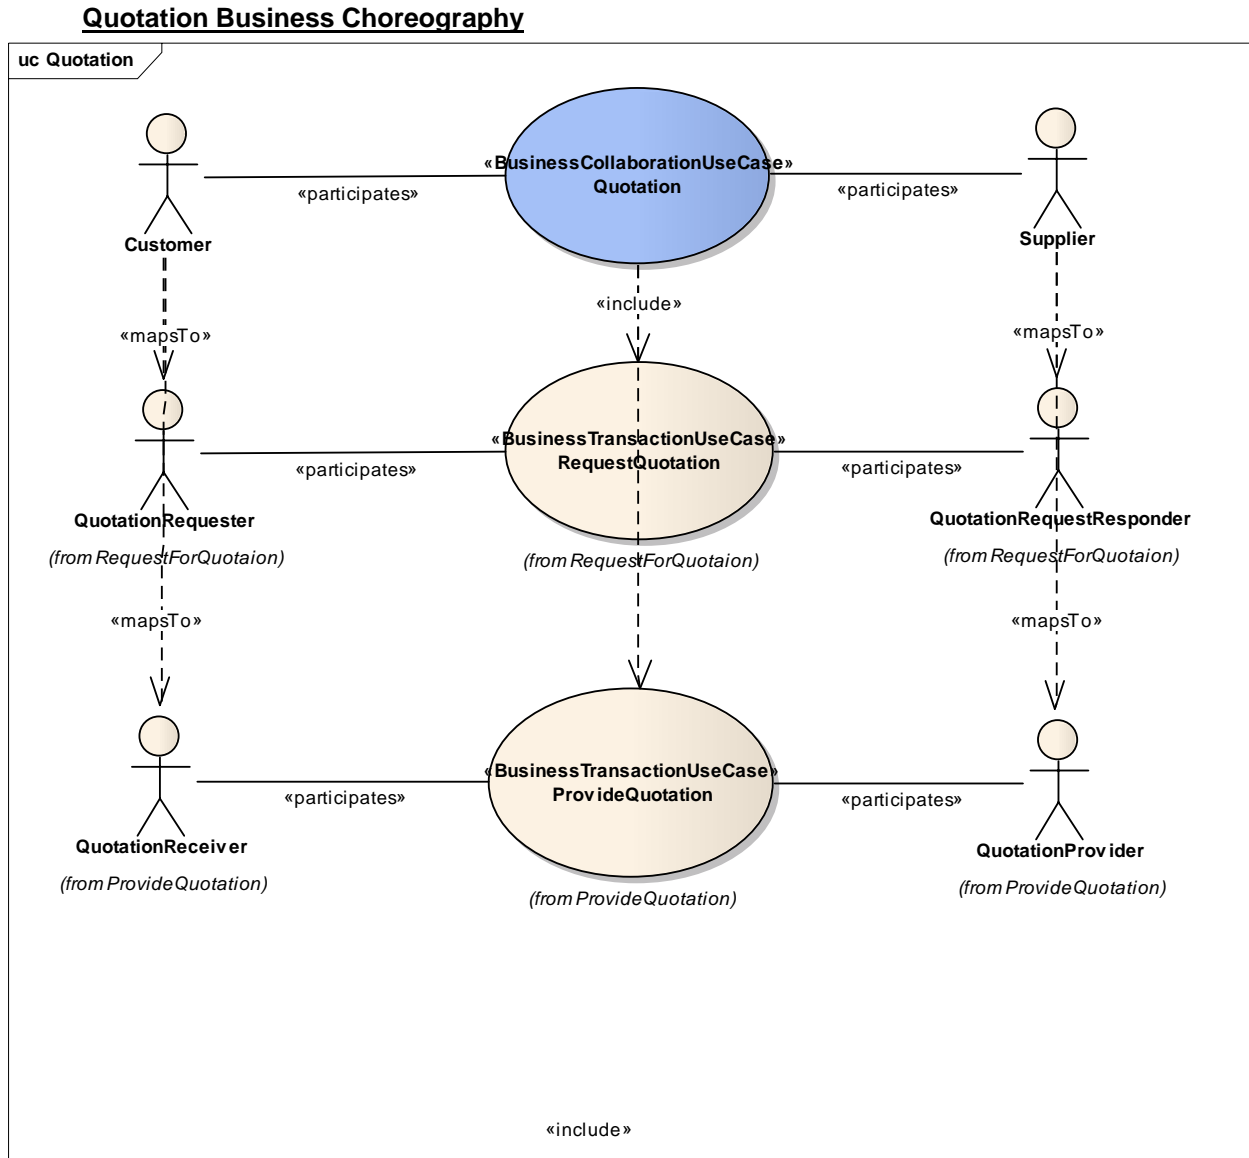 Quotation Business Choreography
uc Quotation
«BusinessCollaborationUseCase»
Quotation
«participates»
«participates»
Customer
Supplier
«include»
«mapsTo»
«mapsTo»
«BusinessTransactionUseCase»
RequestQuotation
«participates»
«participates»
QuotationRequester
QuotationRequestResponder
(from RequestForQuotaion)
(from RequestForQuotaion)
(from RequestForQuotaion)
«mapsTo»
«mapsTo»
«BusinessTransactionUseCase»
ProvideQuotation
«participates»
«participates»
QuotationReceiver
QuotationProvider
(from ProvideQuotation)
(from ProvideQuotation)
(from ProvideQuotation)
«include»